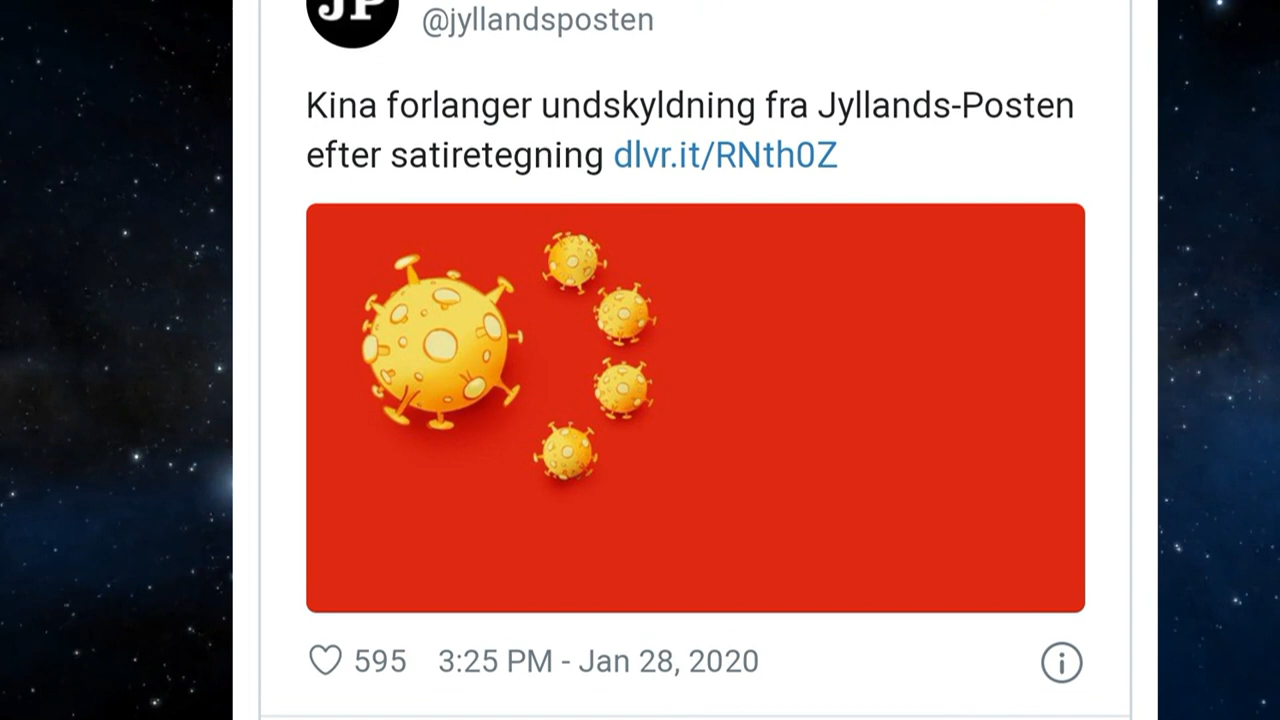 JP
@jyllandsposten
Kina forlanger undskyldning fra Jyllands-Posten
efter satiretegning dlvr.it/RNth0Z
595 3:25 PM - Jan 28, 2020